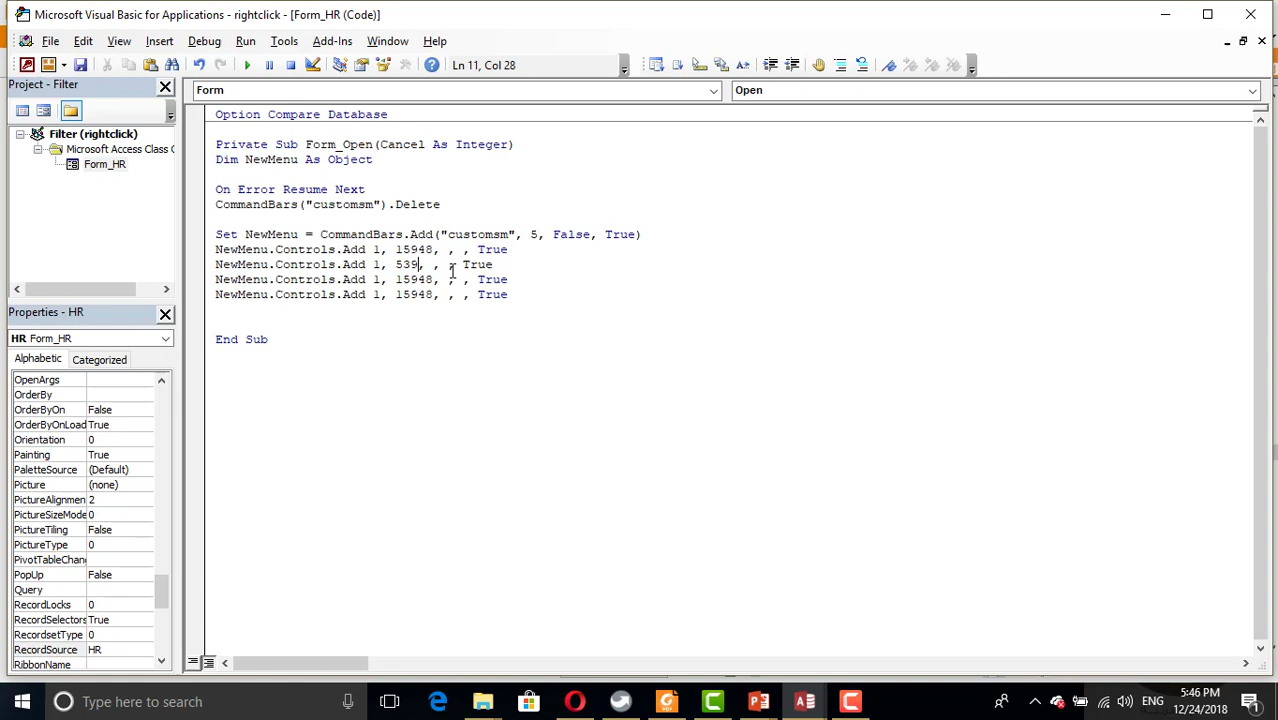 Microsoft Visual Basic for Applications - rightclick - [Form_HR (Code)]
File Edit View Insert Format Debug Run Tools Add-Ins Window Help
Ln 11, Col 28
Project - Filter
Form
Open
Filter (rightclick)
Microsoft Access Class O
Form_HR
Option Compare Database
Private Sub Form_Open(Cancel As Integer)
Dim NewMenu As Object
On Error Resume Next
CommandBars("customsm").Delete
Set NewMenu = CommandBars.Add("customsm", 5, False, True)
NewMenu.Controls.Add 1, 15948, , , True
NewMenu.Controls.Add 1, 539, , , True
NewMenu.Controls.Add 1, 15948, , , True
NewMenu.Controls.Add 1, 15948, , , True
End Sub
Properties - HR
HR Form_HR
Alphabetic Categorized
OpenArgs
OrderBy
OrderByOn False
OrderByOnLoad True
Orientation 0
Painting True
PaletteSource (Default)
Picture (none)
PictureAlignmen 2
PictureSizeMode 0
PictureTiling False
PictureType 0
PivotTableChan
PopUp False
Query
RecordLocks 0
RecordSelectors True
RecordsetType 0
RecordSource HR
RibbonName
Type here to search
5:46 PM
12/24/2018
1